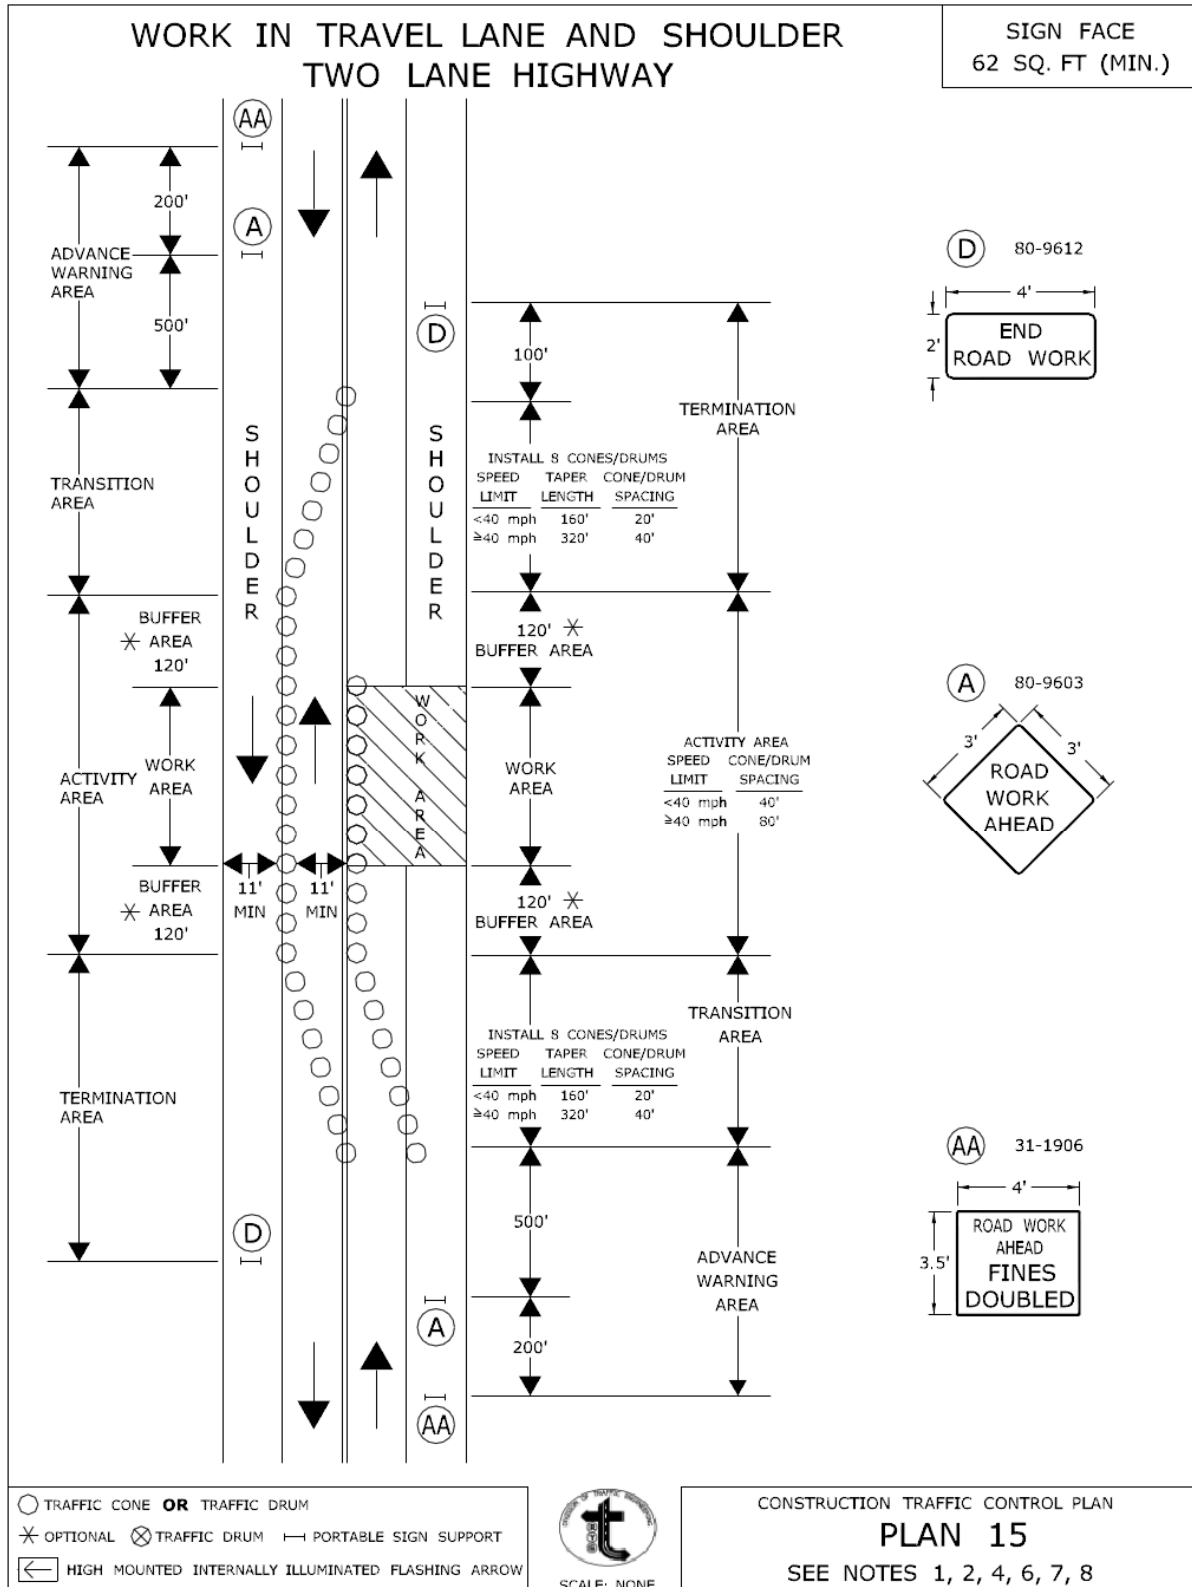 WORK IN TRAVEL LANE AND SHOULDER
TWO LANE HIGHWAY
SIGN FACE
62 SQ. FT (MIN.)
AA
200'
A
ADVANCE
WARNING
AREA
500'
D
100'
TERMINATION
AREA
D 80-9612
4'
2'
END
ROAD WORK
TRANSITION
AREA
SHOULDER
SHOULDER
INSTALL 8 CONES/DRUMS
SPEED TAPER CONE/DRUM
LIMIT LENGTH SPACING
<40 mph 160' 20'
≥40 mph 320' 40'
BUFFER
AREA
120'
120'
BUFFER AREA
WORK AREA
ACTIVITY
AREA
WORK
AREA
WORK
AREA
ACTIVITY AREA
SPEED CONE/DRUM
LIMIT SPACING
<40 mph 40'
≥40 mph 80'
A 80-9603
3' 3'
ROAD
WORK
AHEAD
BUFFER
AREA
120'
11'
MIN
11'
MIN
120'
BUFFER AREA
TRANSITION
AREA
INSTALL 8 CONES/DRUMS
SPEED TAPER CONE/DRUM
LIMIT LENGTH SPACING
<40 mph 160' 20'
≥40 mph 320' 40'
TERMINATION
AREA
D
500'
A
200'
AA
ADVANCE
WARNING
AREA
AA 31-1906
4'
3.5'
ROAD WORK
AHEAD
FINES
DOUBLED
TRAFFIC CONE OR TRAFFIC DRUM
OPTIONAL TRAFFIC DRUM PORTABLE SIGN SUPPORT
HIGH MOUNTED INTERNALLY ILLUMINATED FLASHING ARROW
DIVISION OF TRAFFIC ENGINEERING
SCALE: NONE
CONSTRUCTION TRAFFIC CONTROL PLAN
PLAN 15
SEE NOTES 1, 2, 4, 6, 7, 8